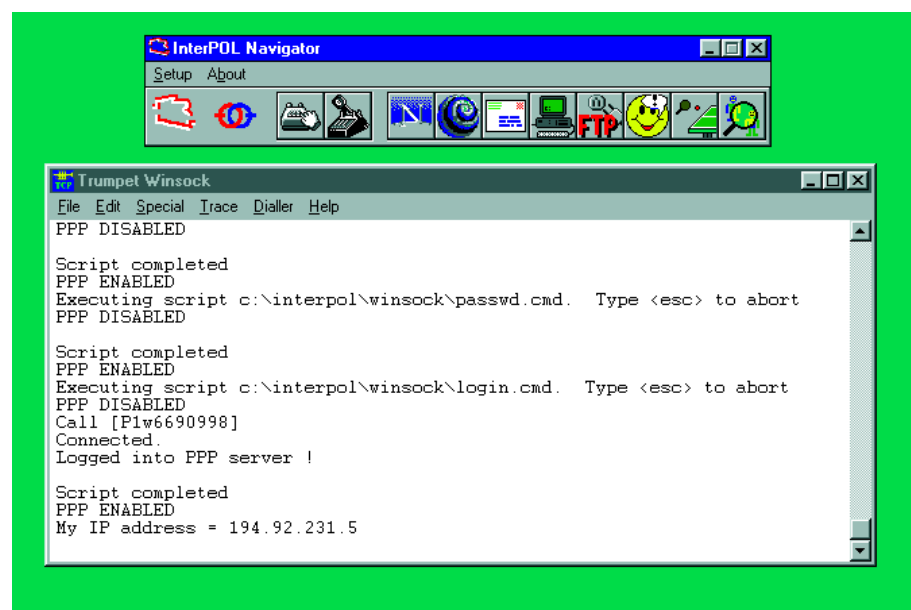 InterPOL Navigator
Setup About
N
FTP
TCP
Trumpet Winsock
File Edit Special Trace Dialler Help
PPP DISABLED
Script completed
PPP ENABLED
Executing script c:\interpol\winsock\passwd.cmd. Type <esc> to abort
PPP DISABLED
Script completed
PPP ENABLED
Executing script c:\interpol\winsock\login.cmd. Type <esc> to abort
PPP DISABLED
Call [P1w6690998]
Connected.
Logged into PPP server !
Script completed
PPP ENABLED
My IP address = 194.92.231.5